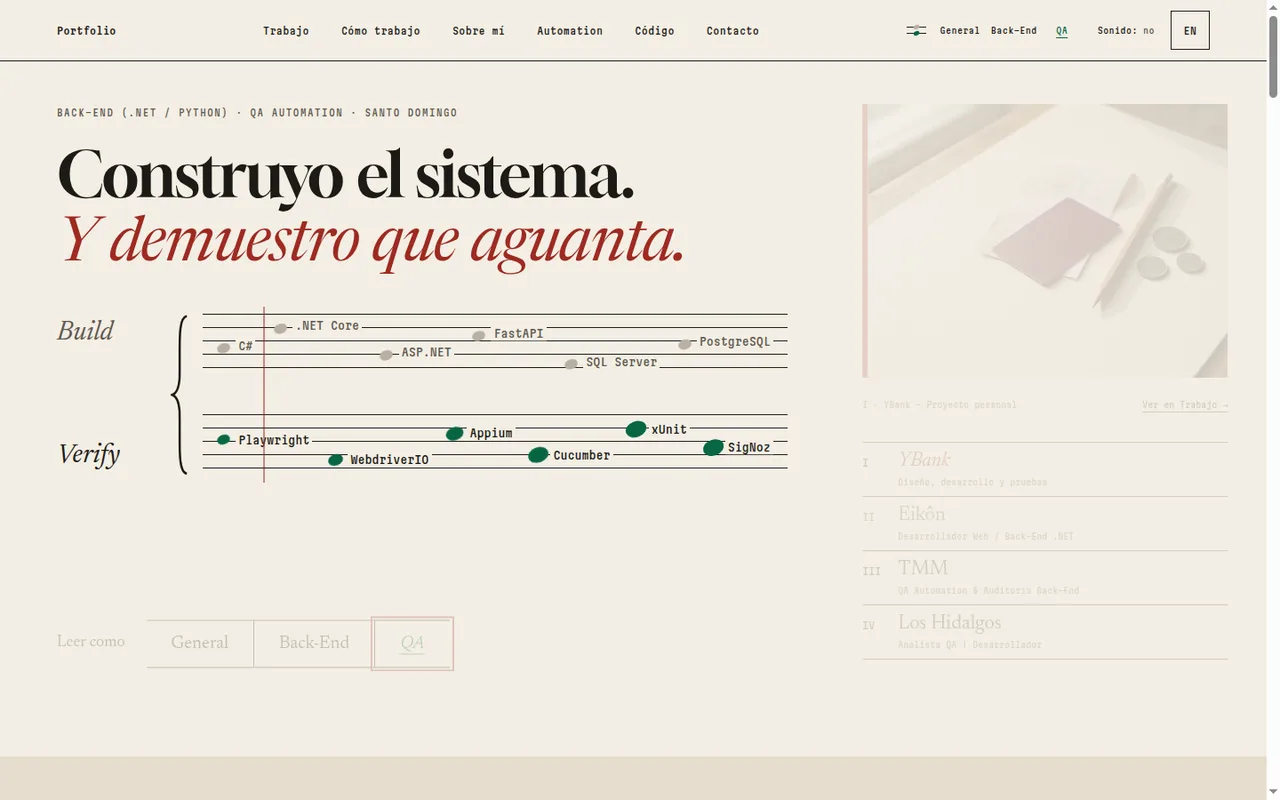 Portfolio
Trabajo
Cómo trabajo
Sobre mí
Automation
Código
Contacto
General
Back-End
QA
Sonido: no
EN
BACK-END (.NET / PYTHON) · QA AUTOMATION · SANTO DOMINGO
Construyo el sistema.
Y demuestro que aguanta.
Build
.NET Core
FastAPI
C#
PostgreSQL
ASP.NET
SQL Server
Verify
Playwright
Appium
xUnit
WebdriverIO
Cucumber
SigNoz
Leer como
General
Back-End
QA
I · YBank — Proyecto personal
Ver en Trabajo →
I
YBank
Diseño, desarrollo y pruebas
II
Eikôn
Desarrollador Web / Back-End .NET
III
TMM
QA Automation & Auditoría Back-End
IV
Los Hidalgos
Analista QA | Desarrollador